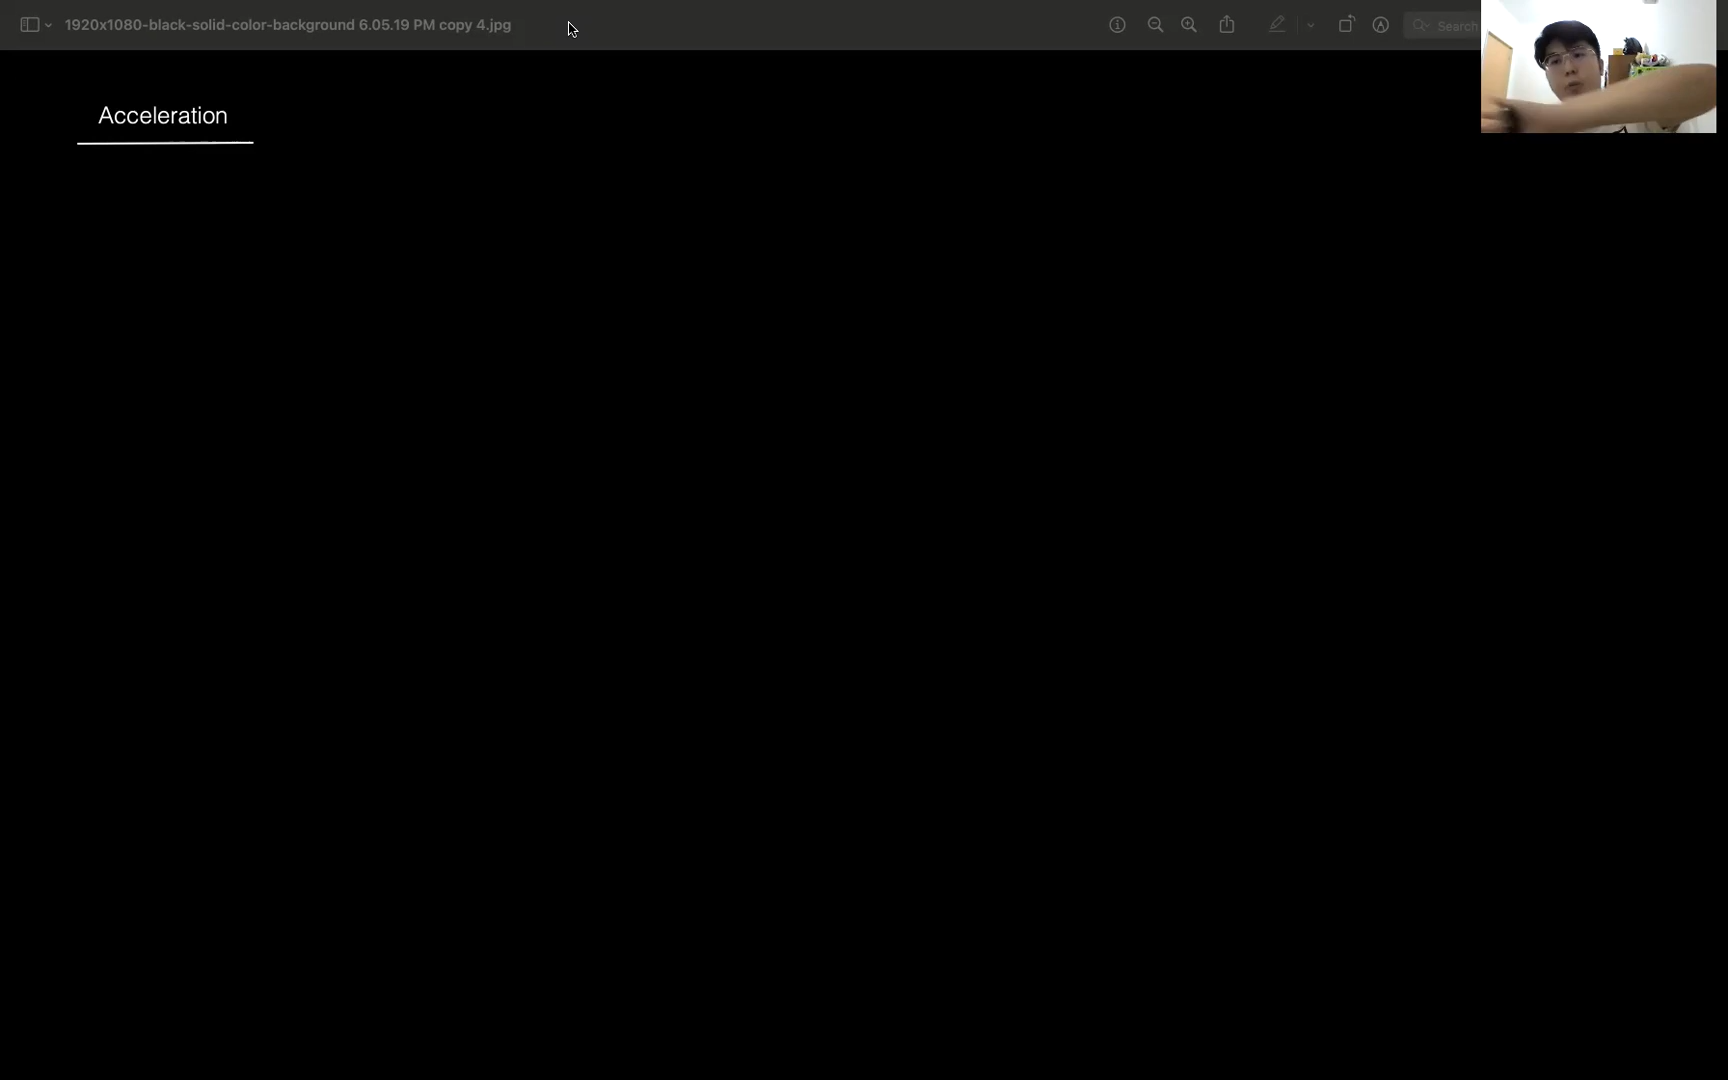 1920x1080-black-solid-color-background 6.05.19 PM copy 4.jpg
Search
Acceleration